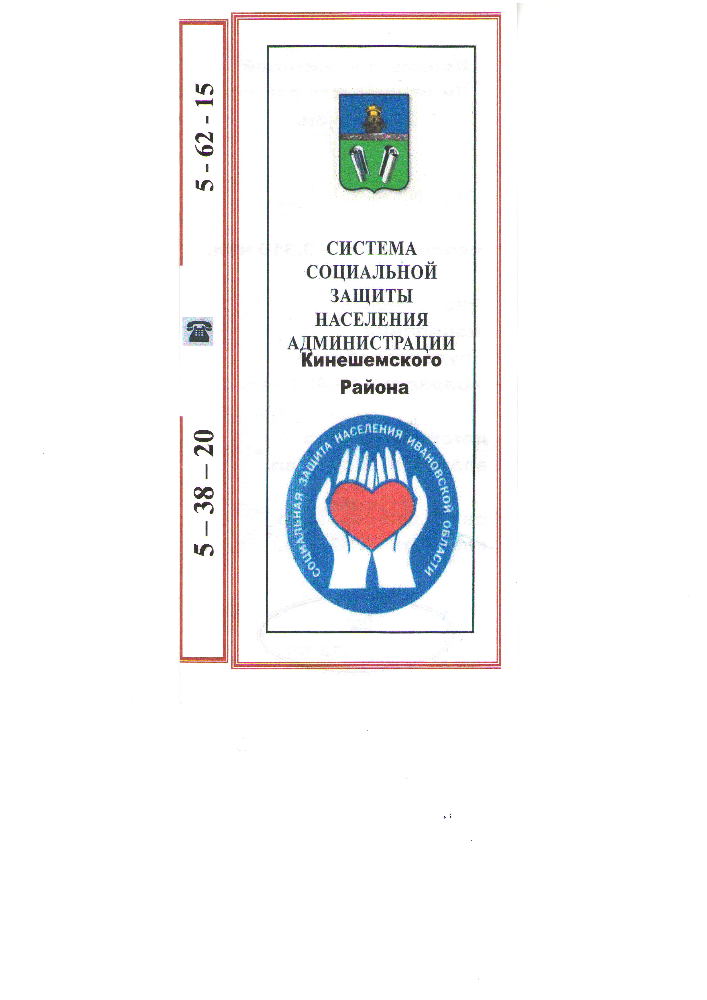 5 - 62 - 15
5 – 38 – 20
СИСТЕМА
СОЦИАЛЬНОЙ
ЗАЩИТЫ
НАСЕЛЕНИЯ
АДМИНИСТРАЦИИ
Кинешемского
Района
СОЦИАЛЬНАЯ ЗАЩИТА НАСЕЛЕНИЯ ИВАНОВСКОЙ ОБЛАСТИ